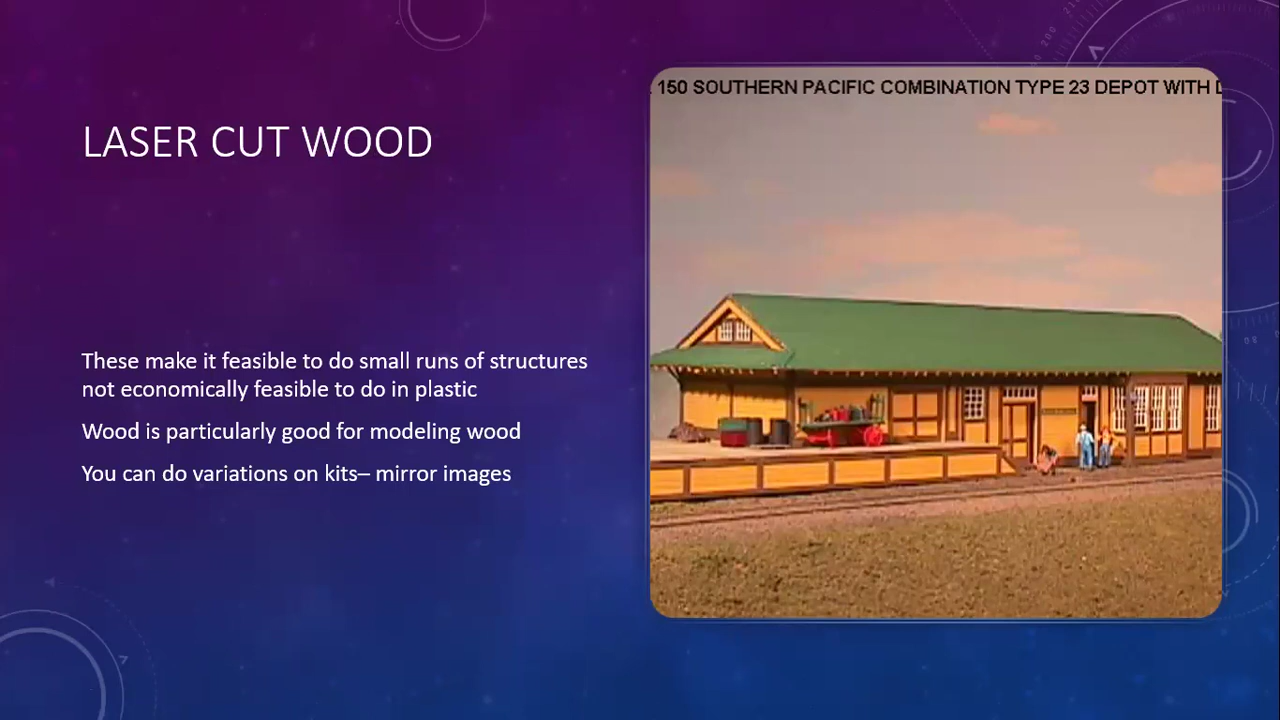 LASER CUT WOOD
These make it feasible to do small runs of structures
not economically feasible to do in plastic
Wood is particularly good for modeling wood
You can do variations on kits– mirror images
150 SOUTHERN PACIFIC COMBINATION TYPE 23 DEPOT WITH